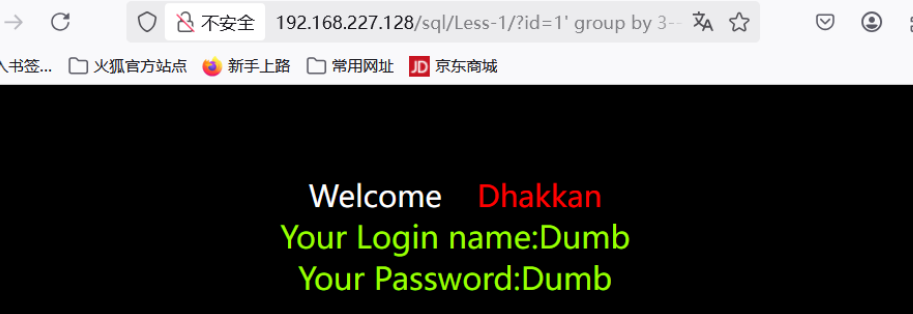 不安全 192.168.227.128/sql/Less-1/?id=1' group by 3--
书签... 火狐官方站点 新手上路 常用网址 JD 京东商城
Welcome Dhakkan
Your Login name:Dumb
Your Password:Dumb